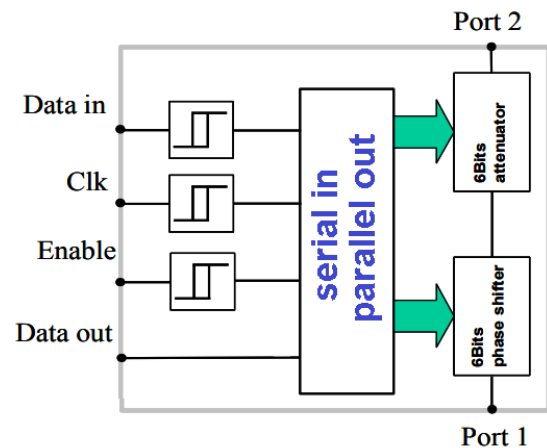 Port 2
Data in
Clk
Enable
Data out
serial in
parallel out
6Bits
attenuator
6Bits
phase shifter
Port 1